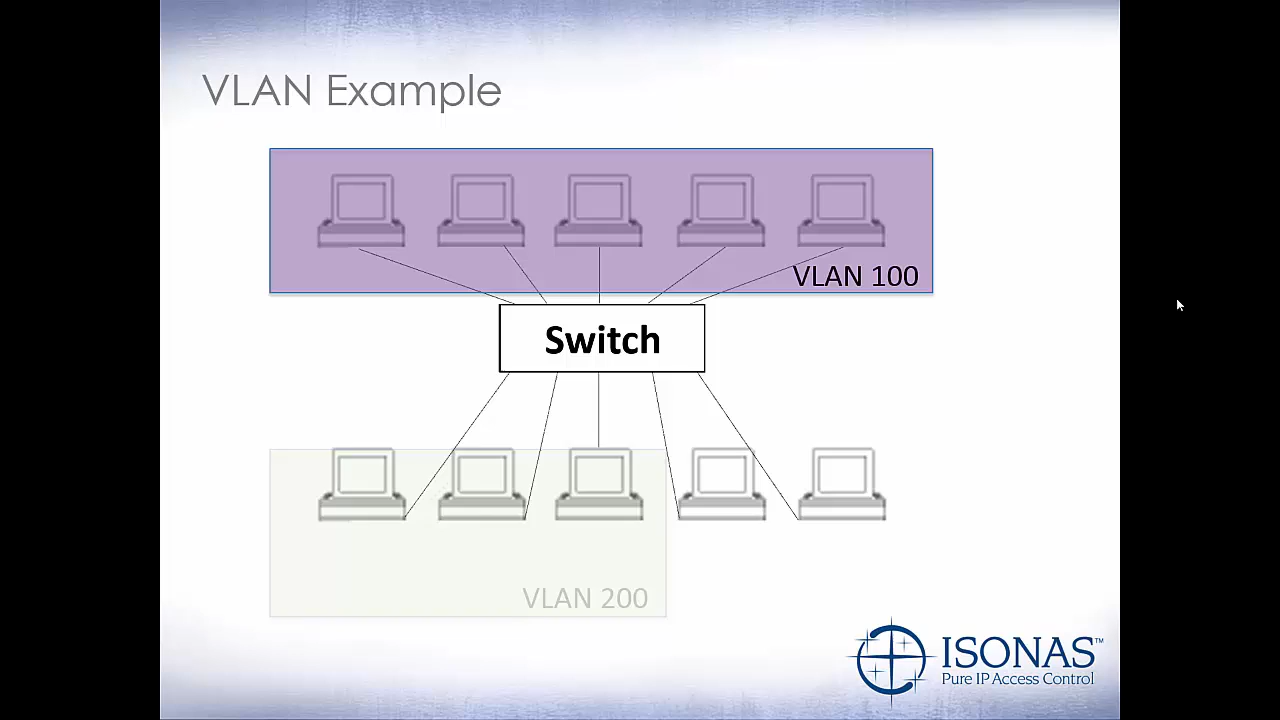 VLAN Example
VLAN 100
Switch
VLAN 200
ISONAS™
Pure IP Access Control